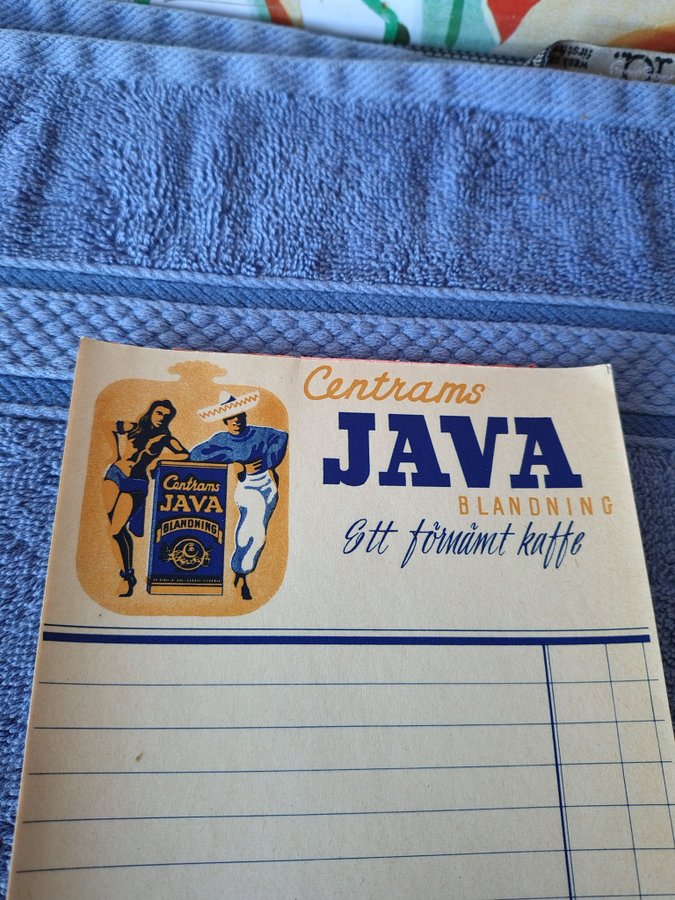 Centrams
JAVA
BLANDNING
Ett förnämt kaffe
Centrams
JAVA
BLANDNING